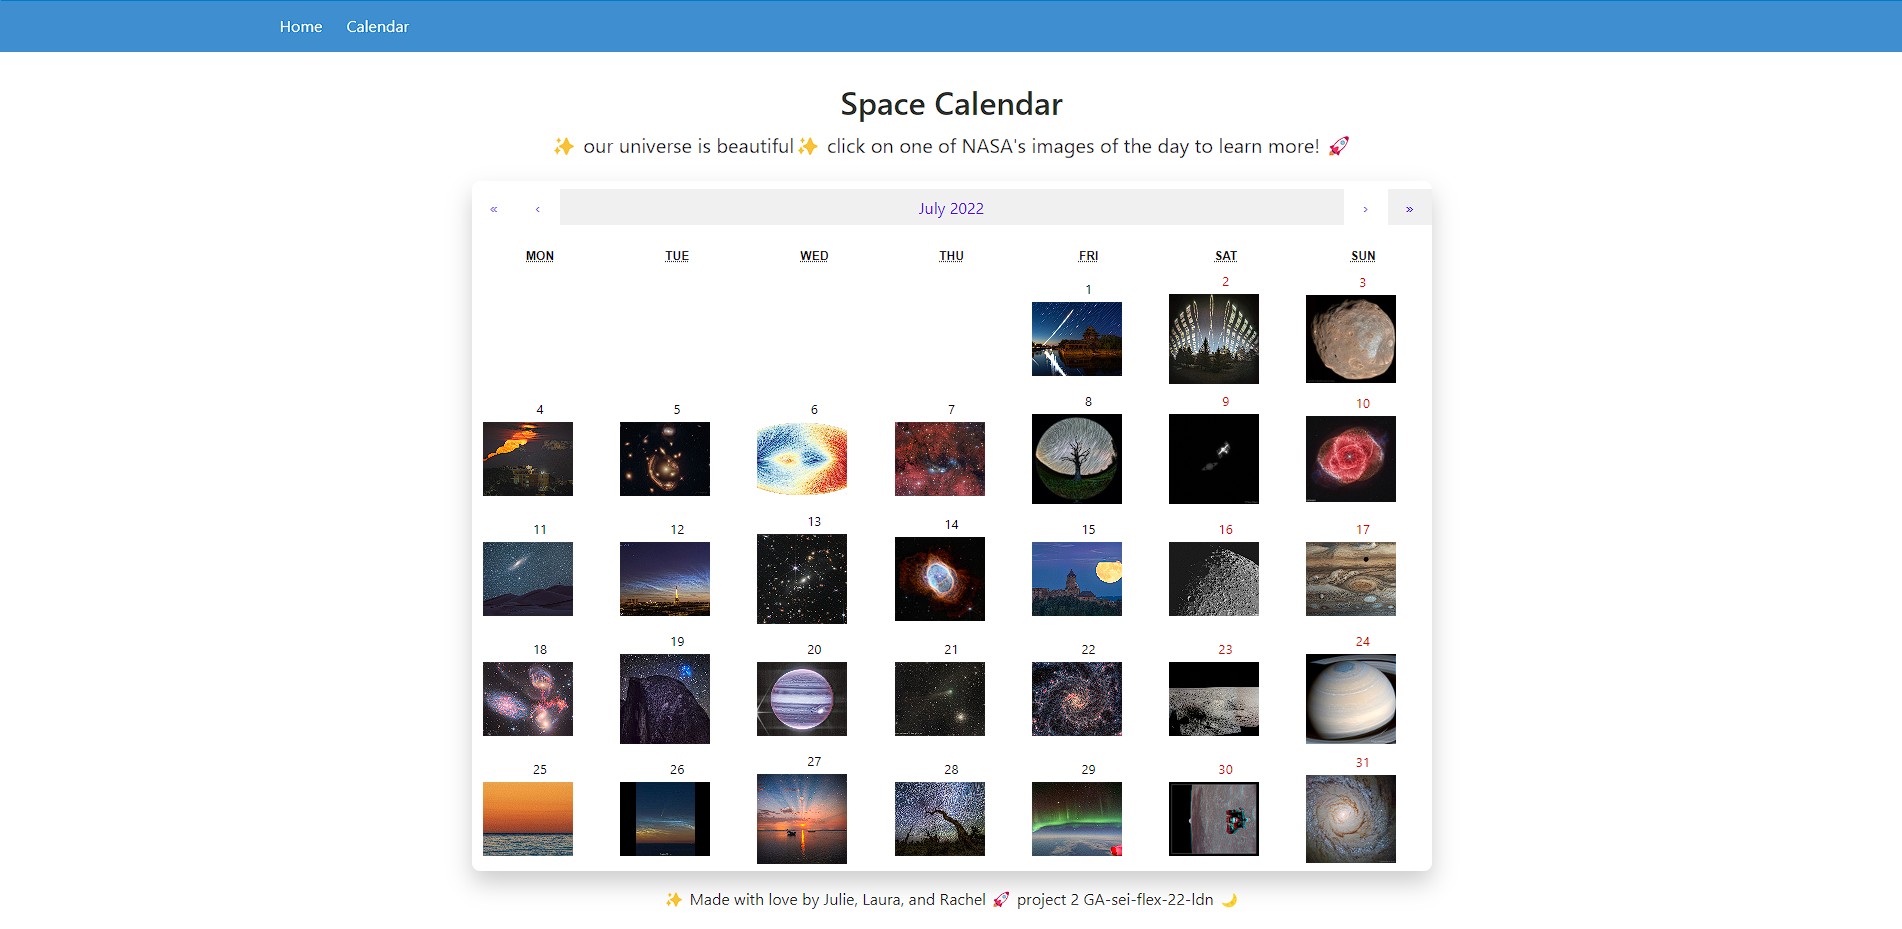 Home Calendar
Space Calendar
✨ our universe is beautiful✨ click on one of NASA's images of the day to learn more! 🚀
« ‹ July 2022 › »
MON TUE WED THU FRI SAT SUN
1 2 3
4 5 6 7 8 9 10
11 12 13 14 15 16 17
18 19 20 21 22 23 24
25 26 27 28 29 30 31
✨ Made with love by Julie, Laura, and Rachel 🚀 project 2 GA-sei-flex-22-ldn 🌙